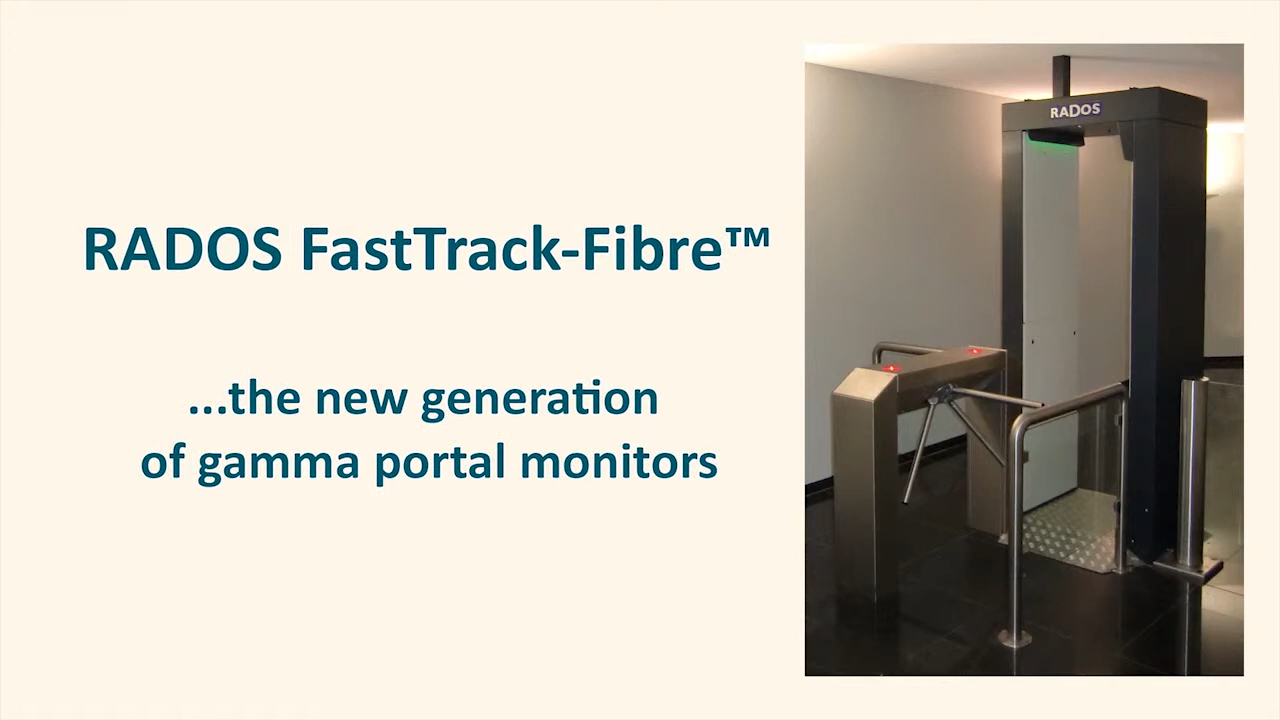 RADOS FastTrack-Fibre™
...the new generation
of gamma portal monitors
RADOS